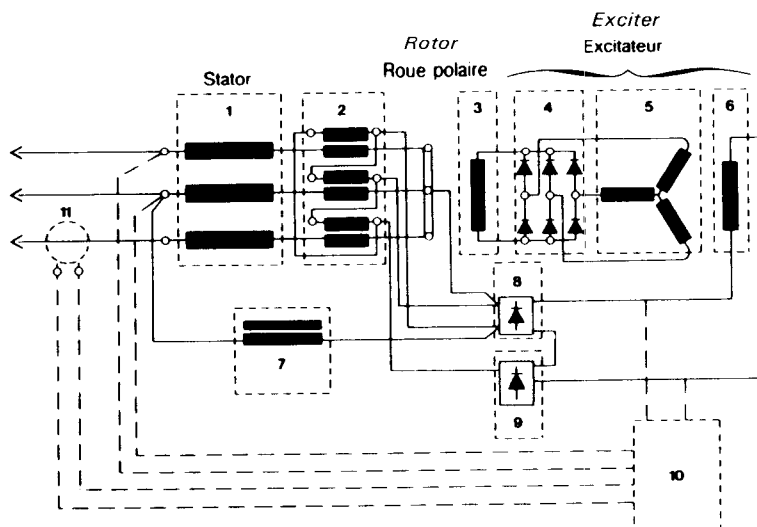 Exciter
Rotor
Excitateur
Stator
Roue polaire
1
2
3
4
5
6
11
8
7
9
10